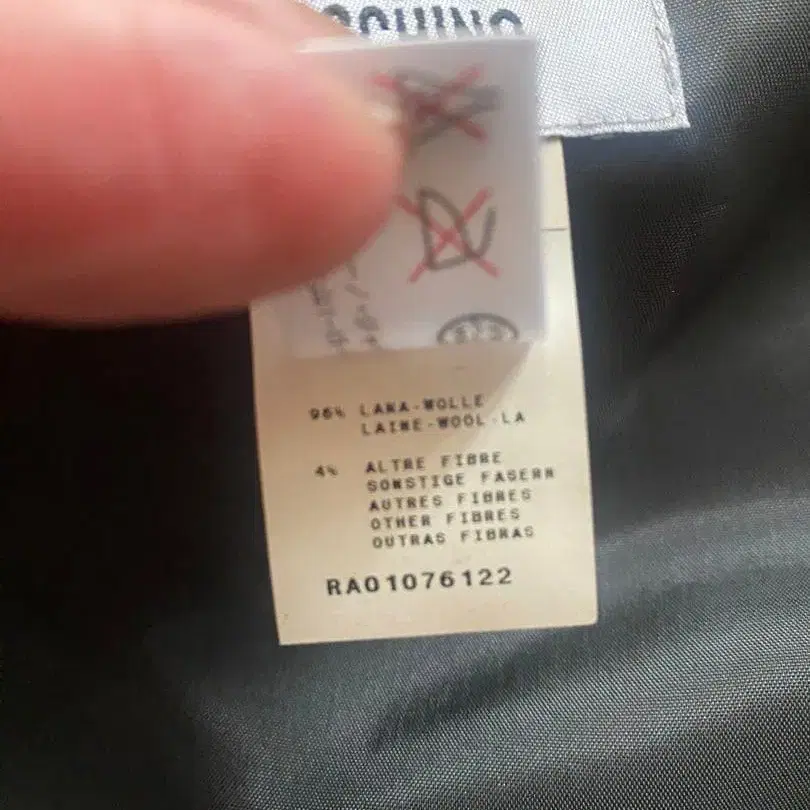 96% LANA-WOLLE
LAINE-WOOL-LA
4% ALTRE FIBRE
SONSTIGE FASERN
AUTRES FIBRES
OTHER FIBRES
OUTRAS FIBRAS
RA01076122